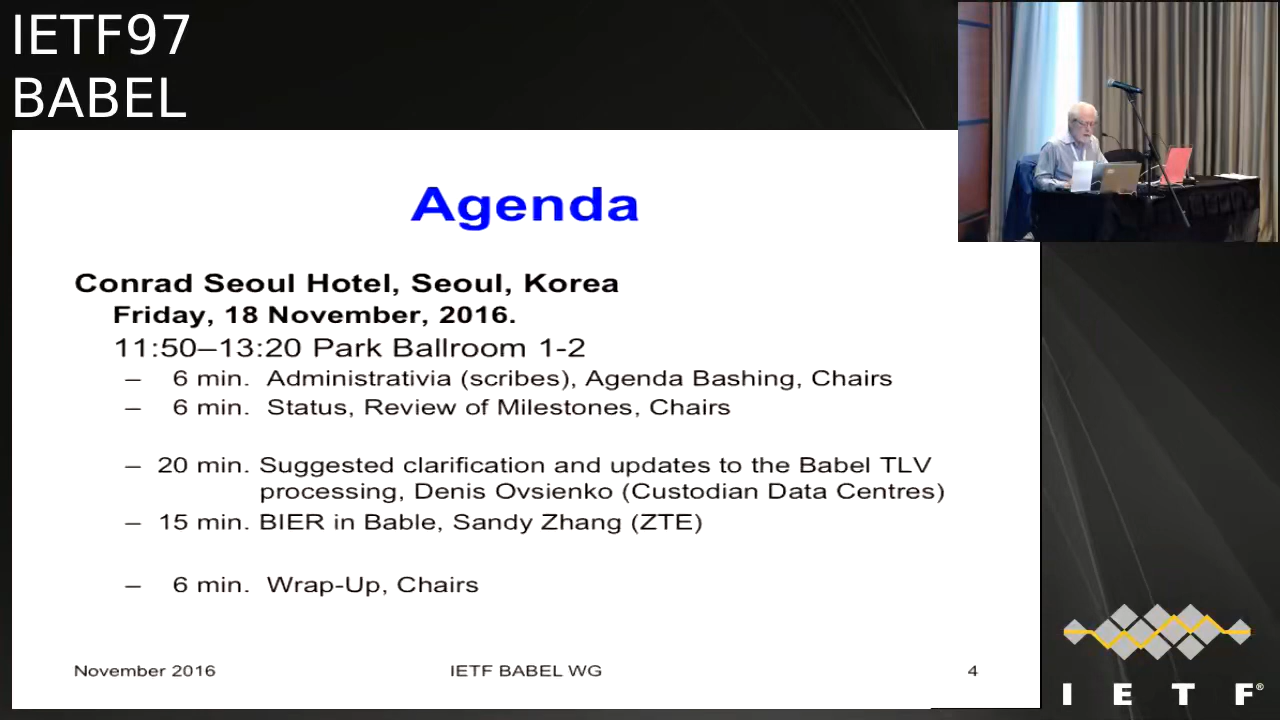 IETF97
BABEL
Agenda
Conrad Seoul Hotel, Seoul, Korea
Friday, 18 November, 2016.
11:50–13:20 Park Ballroom 1-2
– 6 min. Administrativia (scribes), Agenda Bashing, Chairs
– 6 min. Status, Review of Milestones, Chairs
– 20 min. Suggested clarification and updates to the Babel TLV
processing, Denis Ovsienko (Custodian Data Centres)
– 15 min. BIER in Bable, Sandy Zhang (ZTE)
– 6 min. Wrap-Up, Chairs
November 2016
IETF BABEL WG
4
I E T F®